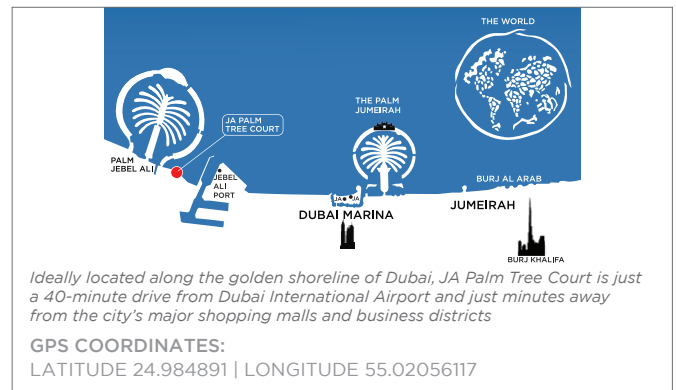 THE WORLD
THE PALM
JUMEIRAH
JA PALM
TREE COURT
PALM
JEBEL ALI
JEBEL
ALI
PORT
JA
JA
DUBAI MARINA
BURJ AL ARAB
JUMEIRAH
BURJ KHALIFA
Ideally located along the golden shoreline of Dubai, JA Palm Tree Court is just
a 40-minute drive from Dubai International Airport and just minutes away
from the city's major shopping malls and business districts
GPS COORDINATES:
LATITUDE 24.984891 | LONGITUDE 55.02056117